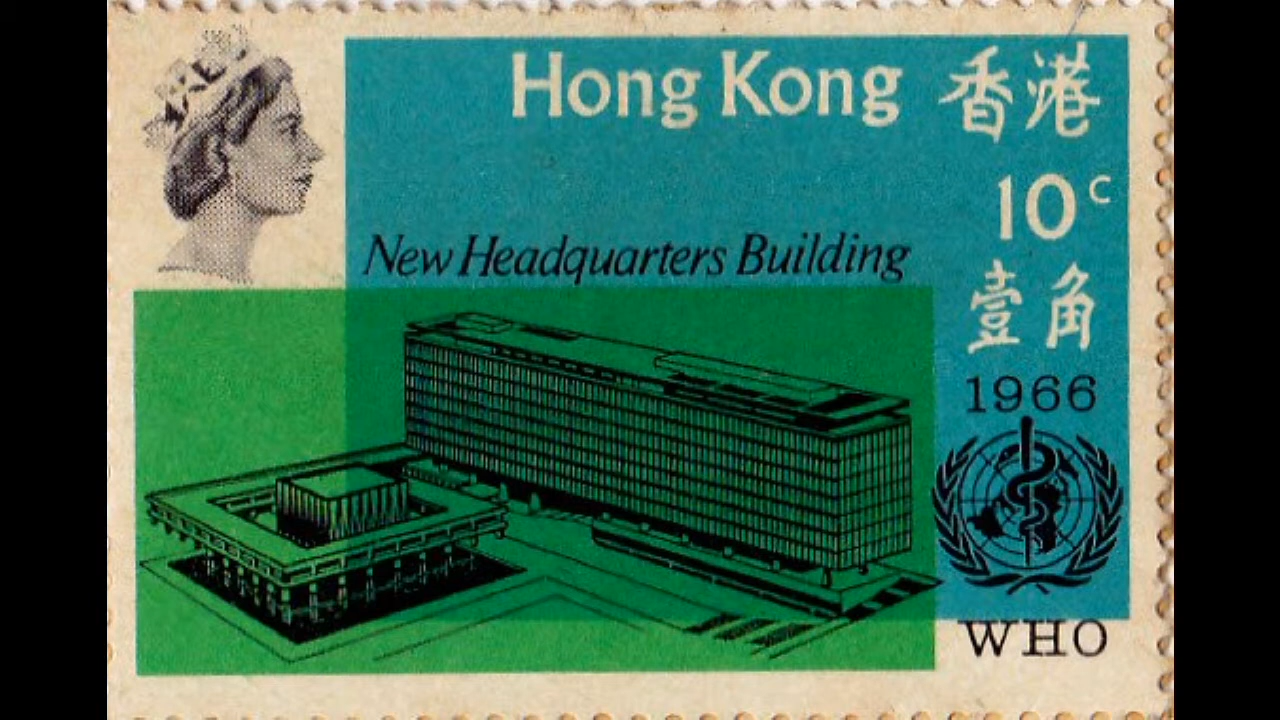 Hong Kong 香港
10c
New Headquarters Building
壹角
1966
WHO